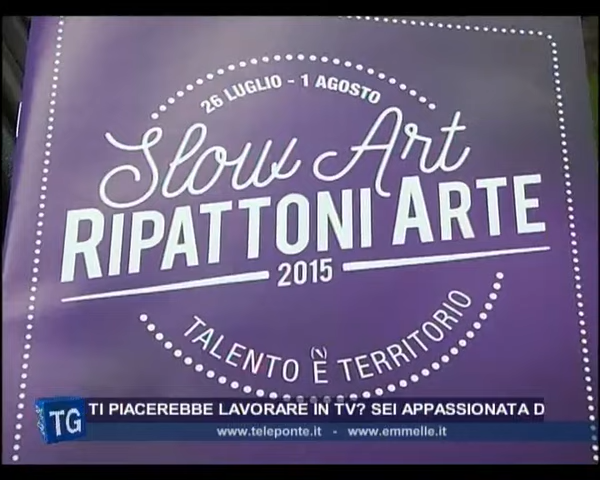 26 LUGLIO - 1 AGOSTO
Slow Art
RIPATTONI ARTE
2015
TALENTO (N)È TERRITORIO
TG TI PIACEREBBE LAVORARE IN TV? SEI APPASSIONATA D
www.teleponte.it - www.emmelle.it